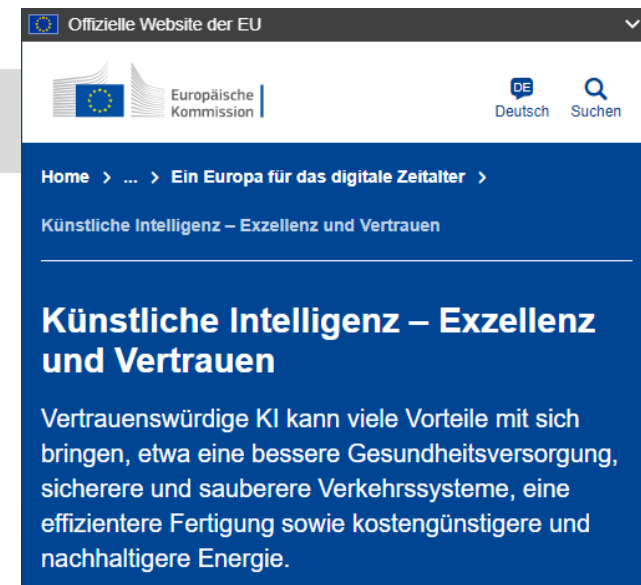 Offizielle Website der EU
Europäische
Kommission
DE
Deutsch
Suchen
Home > ... > Ein Europa für das digitale Zeitalter >
Künstliche Intelligenz – Exzellenz und Vertrauen
Künstliche Intelligenz – Exzellenz
und Vertrauen
Vertrauenswürdige KI kann viele Vorteile mit sich
bringen, etwa eine bessere Gesundheitsversorgung,
sicherere und sauberere Verkehrssysteme, eine
effizientere Fertigung sowie kostengünstigere und
nachhaltigere Energie.